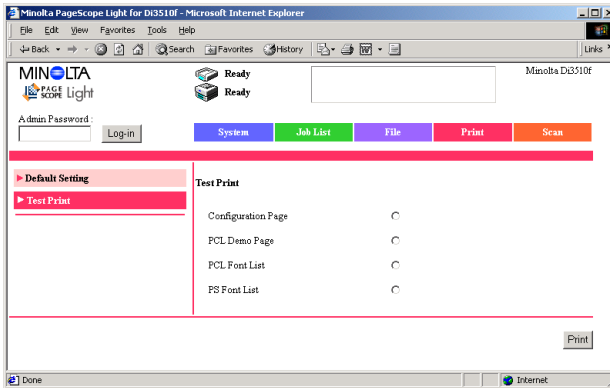 Minolta PageScope Light for Di3510f - Microsoft Internet Explorer
File Edit View Favorites Tools Help
Back Search Favorites History Links
MINOLTA Ready Minolta Di3510f
PAGE SCOPE Light Ready
Admin Password :
Log-in System Job List File Print Scan
Default Setting
Test Print
Test Print
Configuration Page
PCL Demo Page
PCL Font List
PS Font List
Print
Done Internet